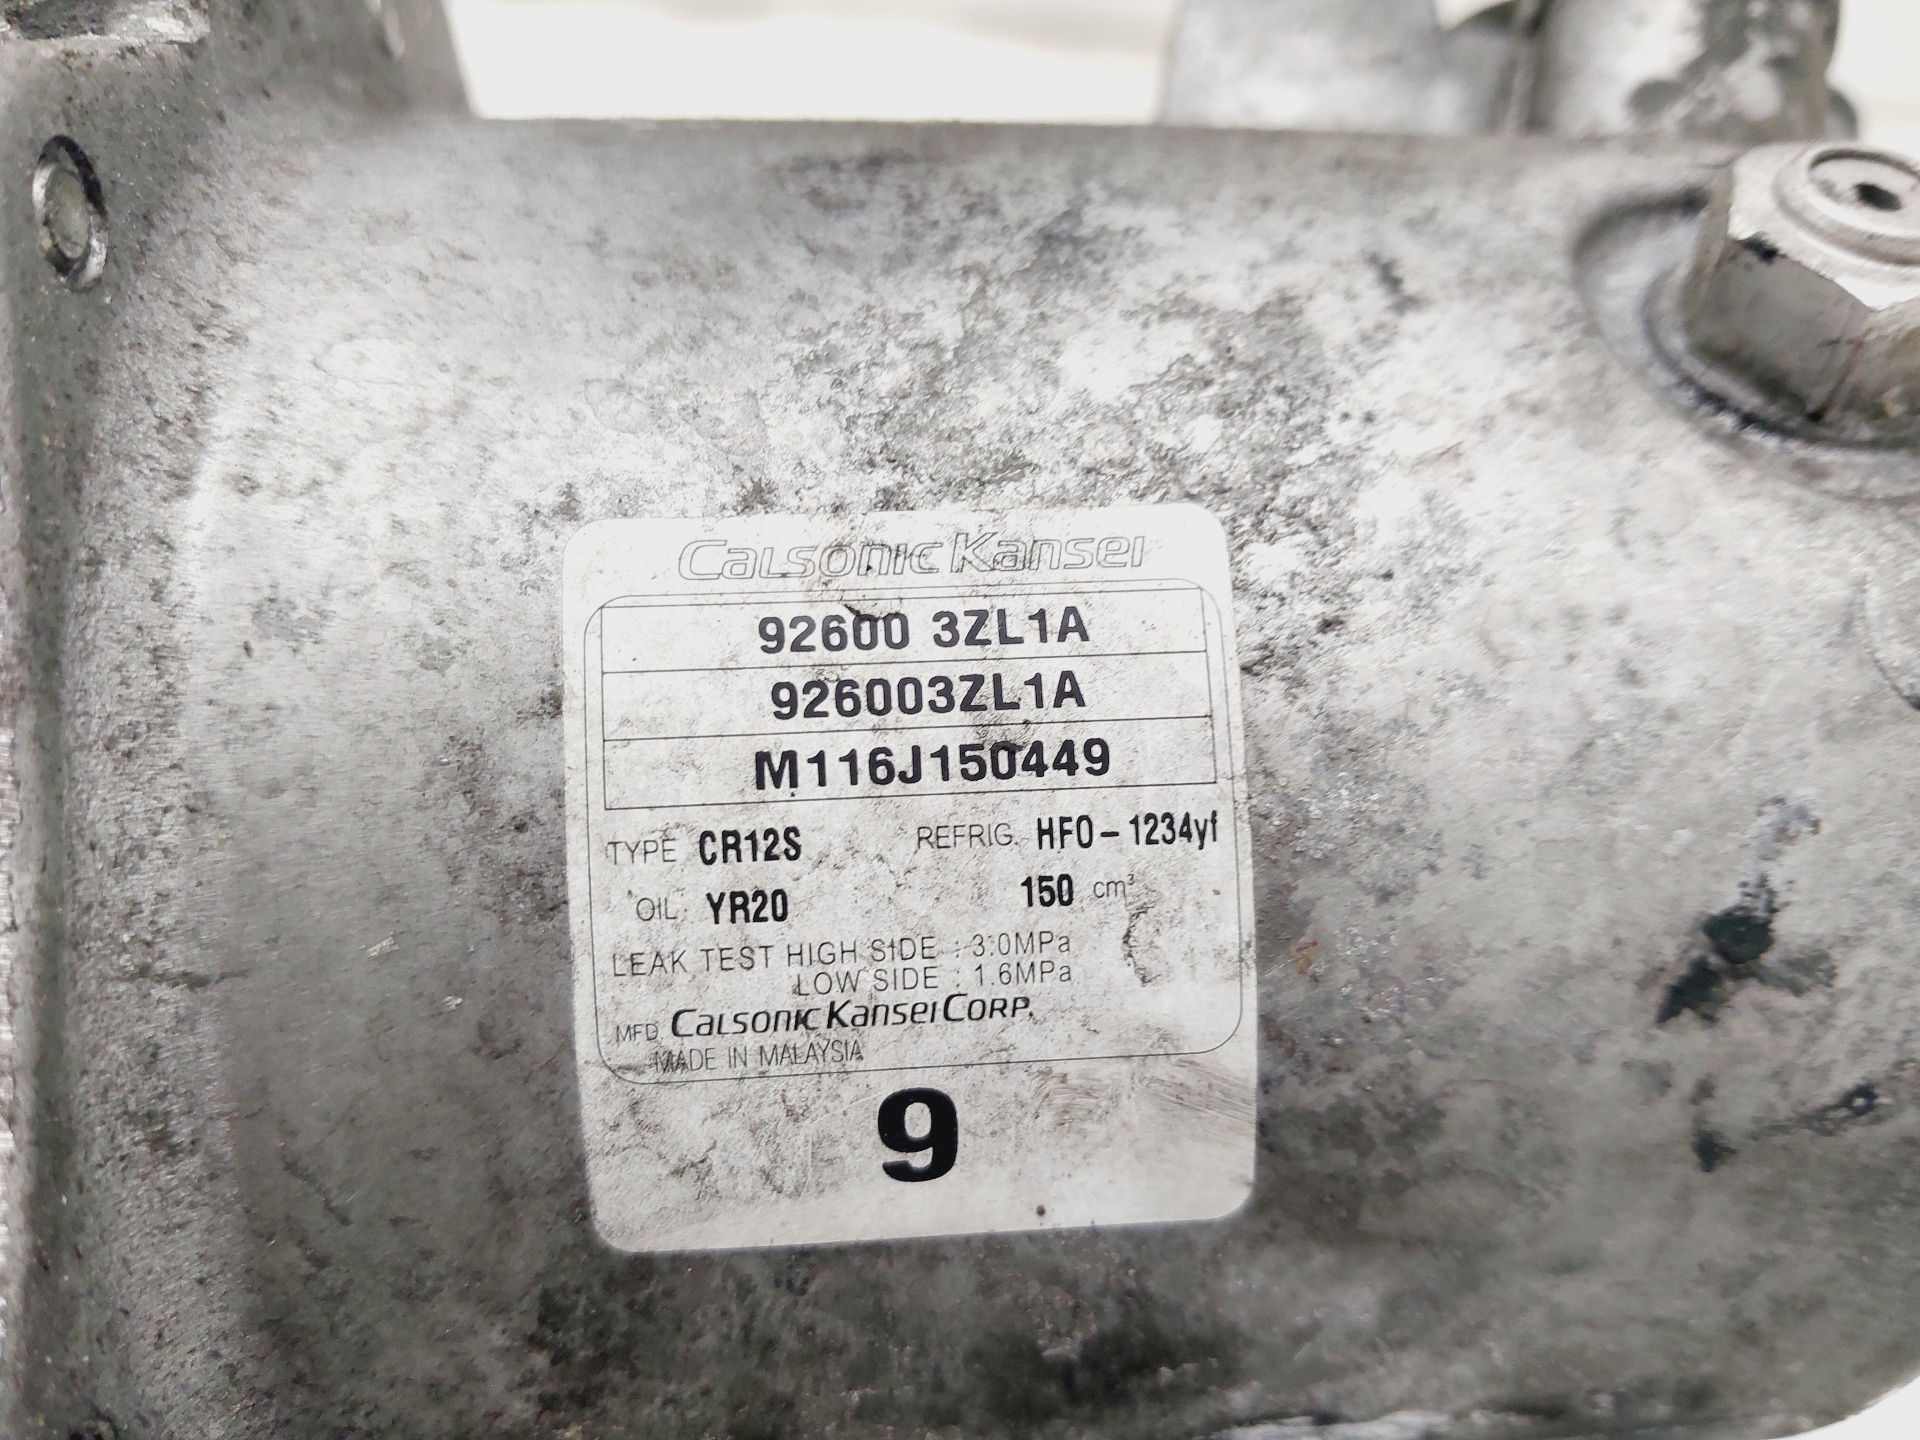 Calsonic Kansei
92600 3ZL1A
926003ZL1A
M116J150449
TYPE CR12S REFRIG. HFO-1234yf
OIL: YR20 150 cm³
LEAK TEST HIGH SIDE : 3.0MPa
LOW SIDE : 1.6MPa
MFD Calsonic Kansei Corp.
MADE IN MALAYSIA
9